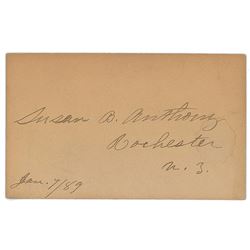 Susan B. Anthony
Rochester
N. Y.
Jan. 7/89